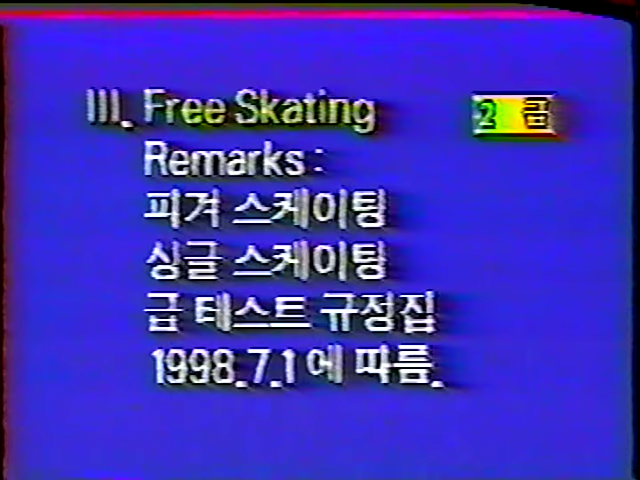 III. Free Skating 2 급
Remarks :
피겨 스케이팅
싱글 스케이팅
급 테스트 규정집
1998.7.1 에 따름.